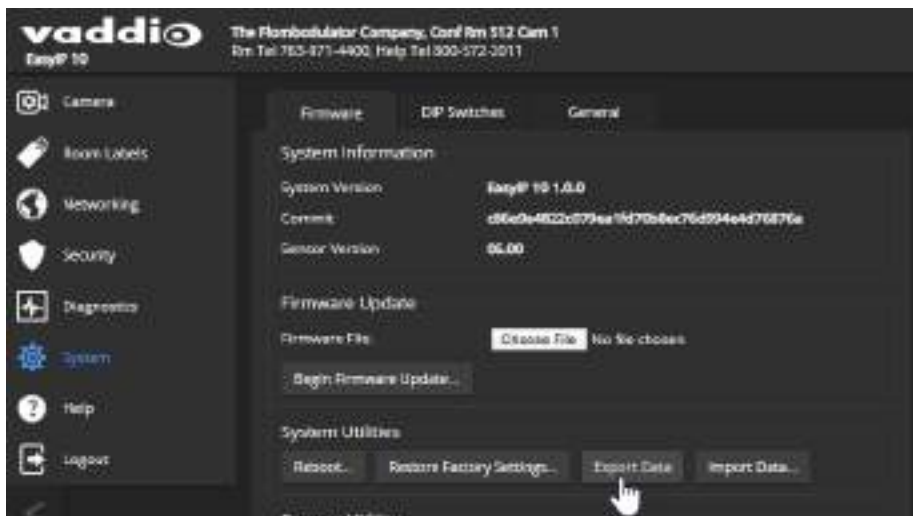 vaddio
EasyIP 10
The Flombodulator Company, Conf Rm 512 Cam 1
Rm Tel 763-971-4400, Help Tel 800-572-2011
Camera
Room Labels
Networking
Security
Diagnostics
System
Help
Logout
Firmware
DIP Switches
General
System Information
System Version
EasyIP 10 1.0.0
Commit
Sensor Version
06.00
Firmware Update
Firmware File:
Choose File
No file chosen
Begin Firmware Update...
System Utilities
Reboot...
Restore Factory Settings...
Export Data
Import Data...